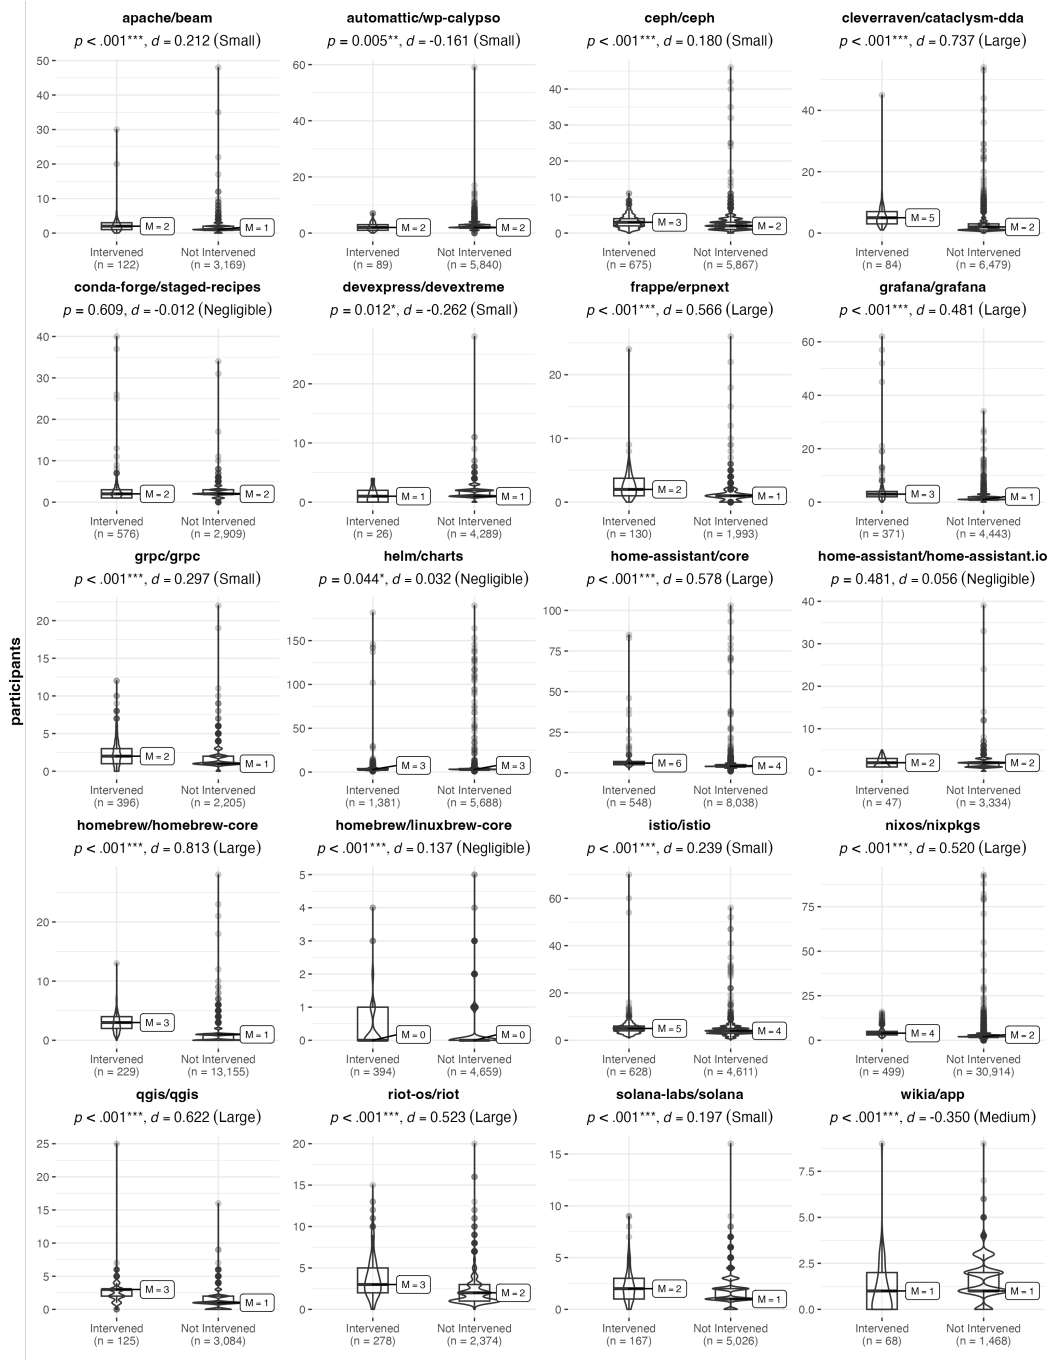 participants
apache/beam
p < .001***, d = 0.212 (Small)
50
40
30
20
10
0
M = 2
M = 1
Intervened
(n = 122)
Not Intervened
(n = 3,169)
automattic/wp-calypso
p = 0.005**, d = -0.161 (Small)
60
40
20
0
M = 2
M = 2
Intervened
(n = 89)
Not Intervened
(n = 5,840)
ceph/ceph
p < .001***, d = 0.180 (Small)
40
30
20
10
0
M = 3
M = 2
Intervened
(n = 675)
Not Intervened
(n = 5,867)
cleverraven/cataclysm-dda
p < .001***, d = 0.737 (Large)
40
20
0
M = 5
M = 2
Intervened
(n = 84)
Not Intervened
(n = 6,479)
conda-forge/staged-recipes
p = 0.609, d = -0.012 (Negligible)
40
30
20
10
0
M = 2
M = 2
Intervened
(n = 576)
Not Intervened
(n = 2,909)
devexpress/devextreme
p = 0.012*, d = -0.262 (Small)
20
10
0
M = 1
M = 1
Intervened
(n = 26)
Not Intervened
(n = 4,289)
frappe/erpnext
p < .001***, d = 0.566 (Large)
20
10
0
M = 2
M = 1
Intervened
(n = 130)
Not Intervened
(n = 1,993)
grafana/grafana
p < .001***, d = 0.481 (Large)
60
40
20
0
M = 3
M = 1
Intervened
(n = 371)
Not Intervened
(n = 4,443)
grpc/grpc
p < .001***, d = 0.297 (Small)
20
15
10
5
0
M = 2
M = 1
Intervened
(n = 396)
Not Intervened
(n = 2,205)
helm/charts
p = 0.044*, d = 0.032 (Negligible)
150
100
50
0
M = 3
M = 3
Intervened
(n = 1,381)
Not Intervened
(n = 5,688)
home-assistant/core
p < .001***, d = 0.578 (Large)
100
75
50
25
0
M = 6
M = 4
Intervened
(n = 548)
Not Intervened
(n = 8,038)
home-assistant/home-assistant.io
p = 0.481, d = 0.056 (Negligible)
40
30
20
10
0
M = 2
M = 2
Intervened
(n = 47)
Not Intervened
(n = 3,334)
homebrew/homebrew-core
p < .001***, d = 0.813 (Large)
20
10
0
M = 3
M = 1
Intervened
(n = 229)
Not Intervened
(n = 13,155)
homebrew/linuxbrew-core
p < .001***, d = 0.137 (Negligible)
5
4
3
2
1
0
M = 0
M = 0
Intervened
(n = 394)
Not Intervened
(n = 4,659)
istio/istio
p < .001***, d = 0.239 (Small)
60
40
20
0
M = 5
M = 4
Intervened
(n = 628)
Not Intervened
(n = 4,611)
nixos/nixpkgs
p < .001***, d = 0.520 (Large)
75
50
25
0
M = 4
M = 2
Intervened
(n = 499)
Not Intervened
(n = 30,914)
qgis/qgis
p < .001***, d = 0.622 (Large)
25
20
15
10
5
0
M = 3
M = 1
Intervened
(n = 125)
Not Intervened
(n = 3,084)
riot-os/riot
p < .001***, d = 0.523 (Large)
20
15
10
5
0
M = 3
M = 2
Intervened
(n = 278)
Not Intervened
(n = 2,374)
solana-labs/solana
p < .001***, d = 0.197 (Small)
15
10
5
0
M = 2
M = 1
Intervened
(n = 167)
Not Intervened
(n = 5,026)
wikia/app
p < .001***, d = -0.350 (Medium)
7.5
5.0
2.5
0.0
M = 1
M = 1
Intervened
(n = 68)
Not Intervened
(n = 1,468)